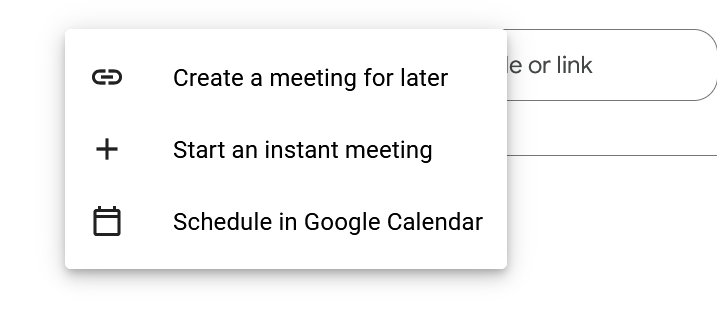 Create a meeting for later
or link
Start an instant meeting
Schedule in Google Calendar